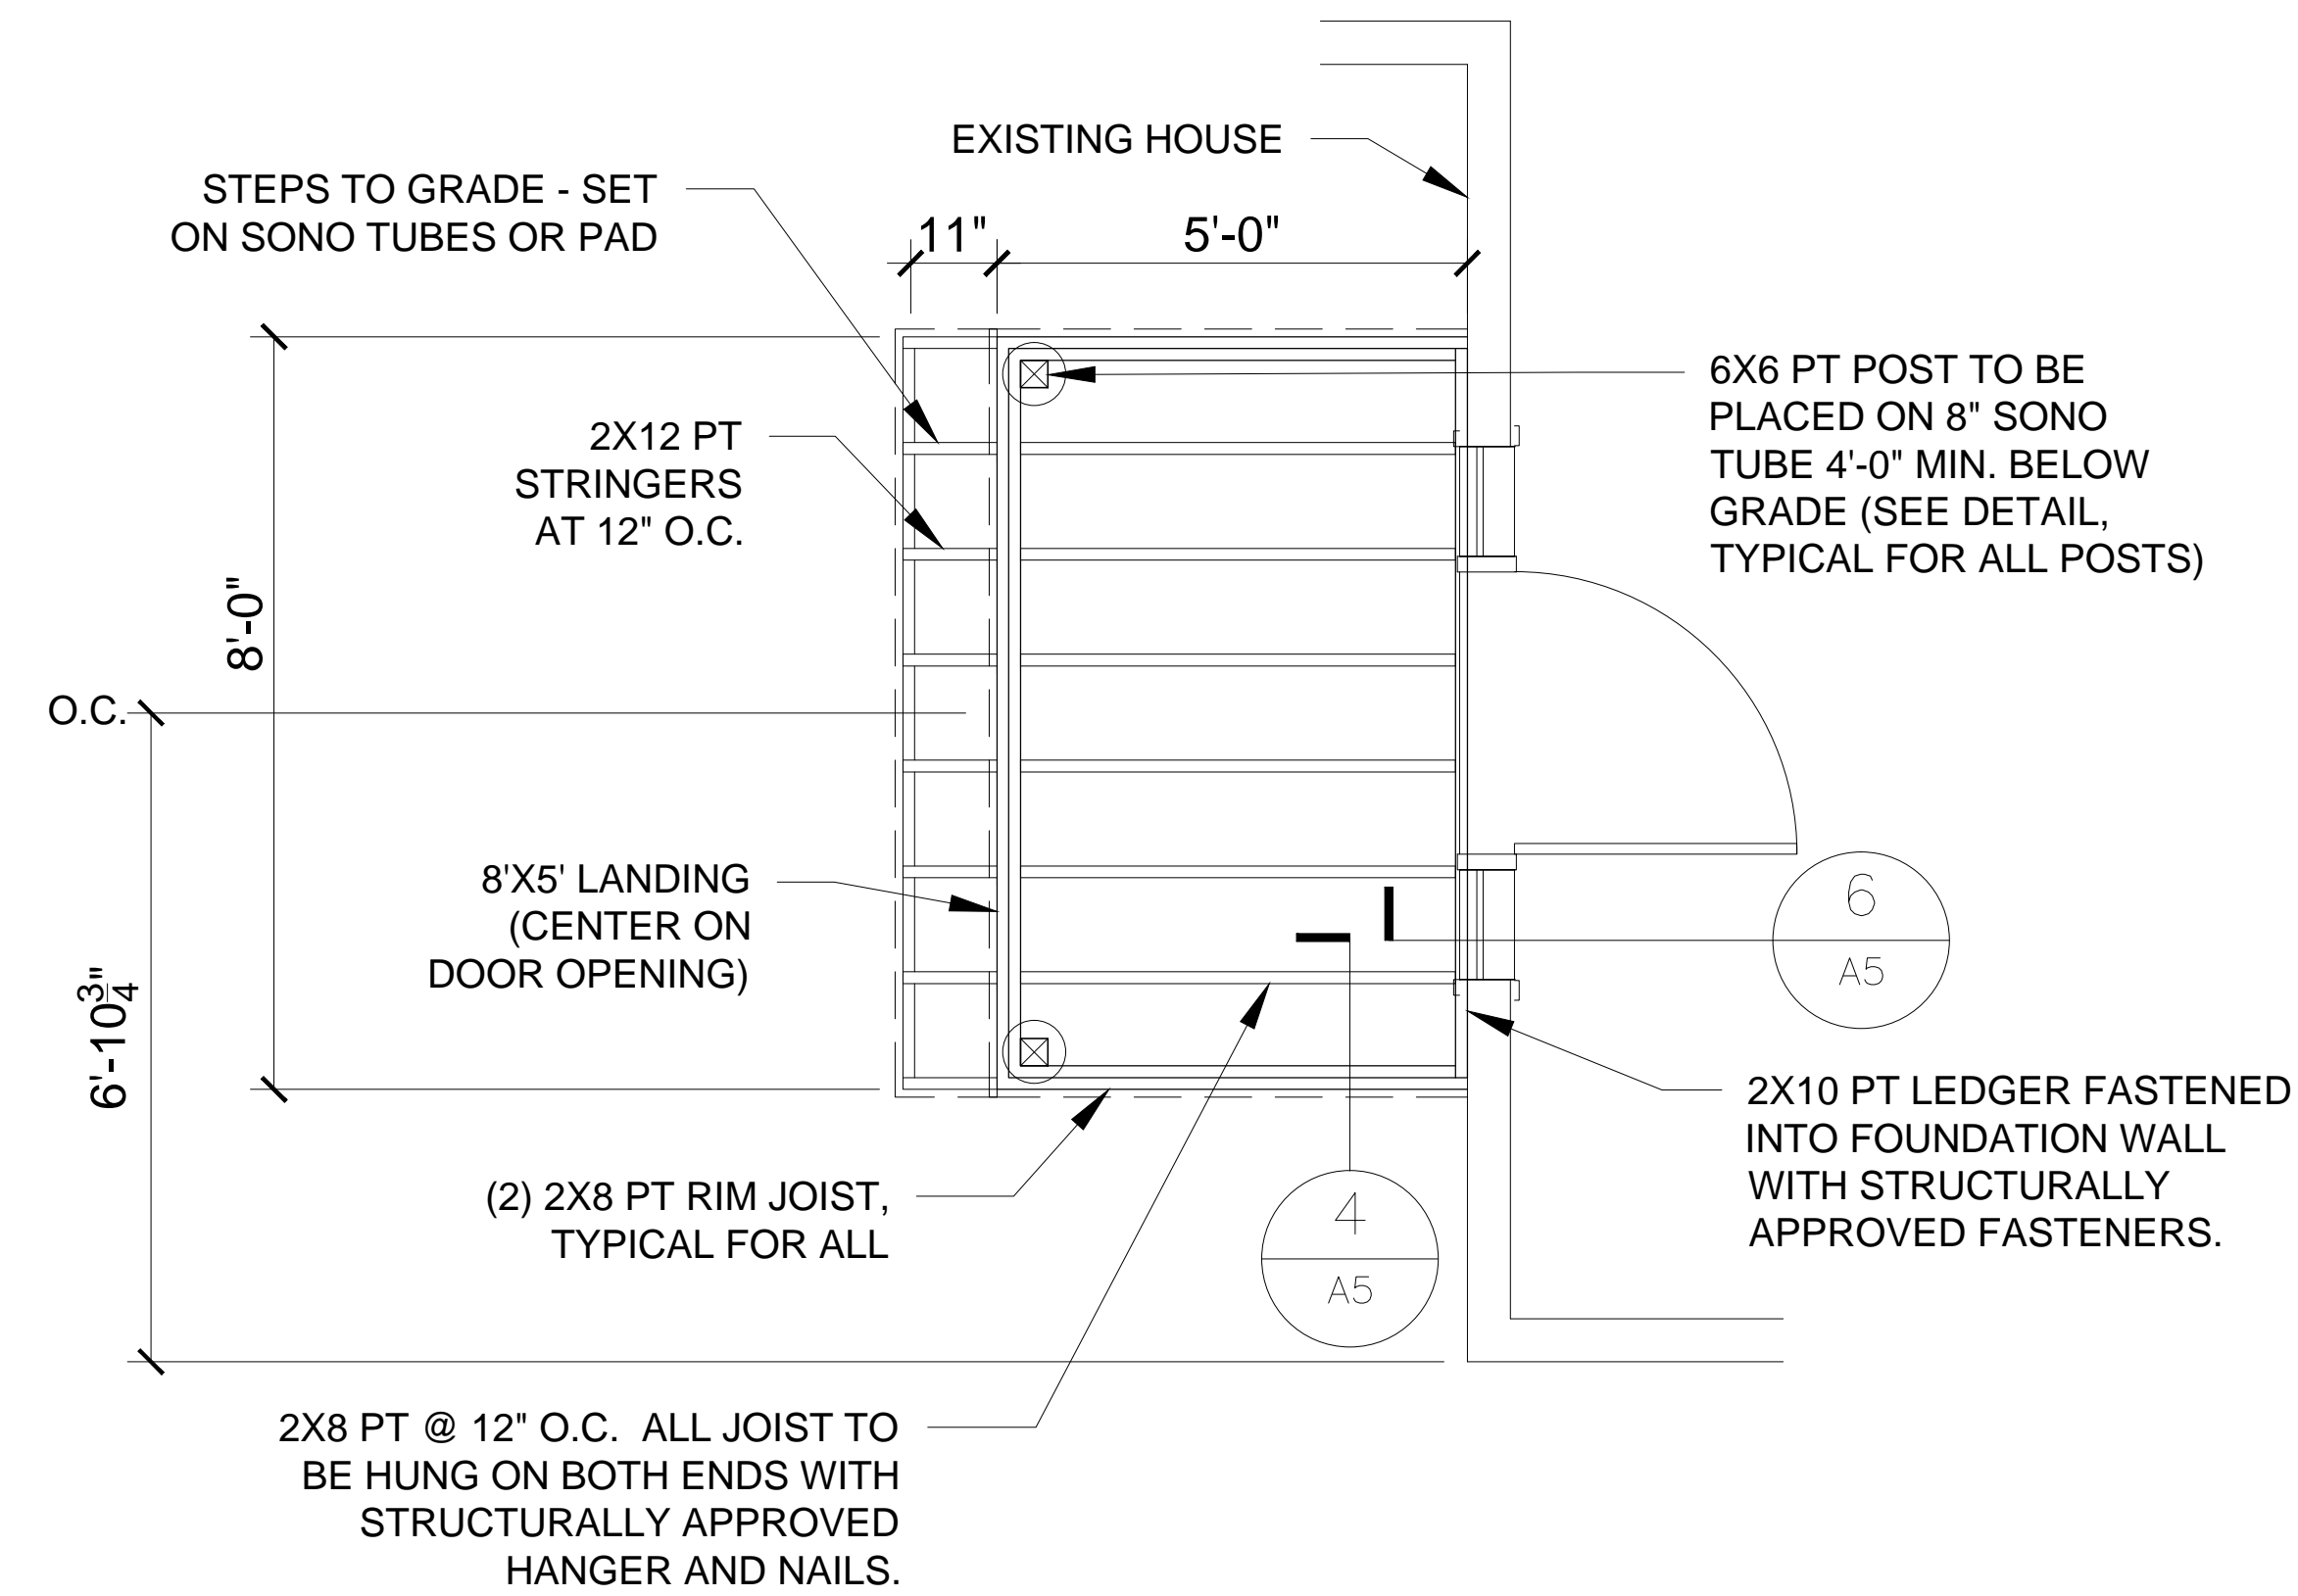 EXISTING HOUSE
STEPS TO GRADE - SET
ON SONO TUBES OR PAD
11"
5'-0"
6X6 PT POST TO BE
PLACED ON 8" SONO
TUBE 4'-0" MIN. BELOW
GRADE (SEE DETAIL,
TYPICAL FOR ALL POSTS)
2X12 PT
STRINGERS
AT 12" O.C.
8'-0"
O.C.
8'X5' LANDING
(CENTER ON
DOOR OPENING)
6
A5
6'-10 3/4"
2X10 PT LEDGER FASTENED
INTO FOUNDATION WALL
WITH STRUCTURALLY
APPROVED FASTENERS.
(2) 2X8 PT RIM JOIST,
TYPICAL FOR ALL
4
A5
2X8 PT @ 12" O.C.  ALL JOIST TO
BE HUNG ON BOTH ENDS WITH
STRUCTURALLY APPROVED
HANGER AND NAILS.